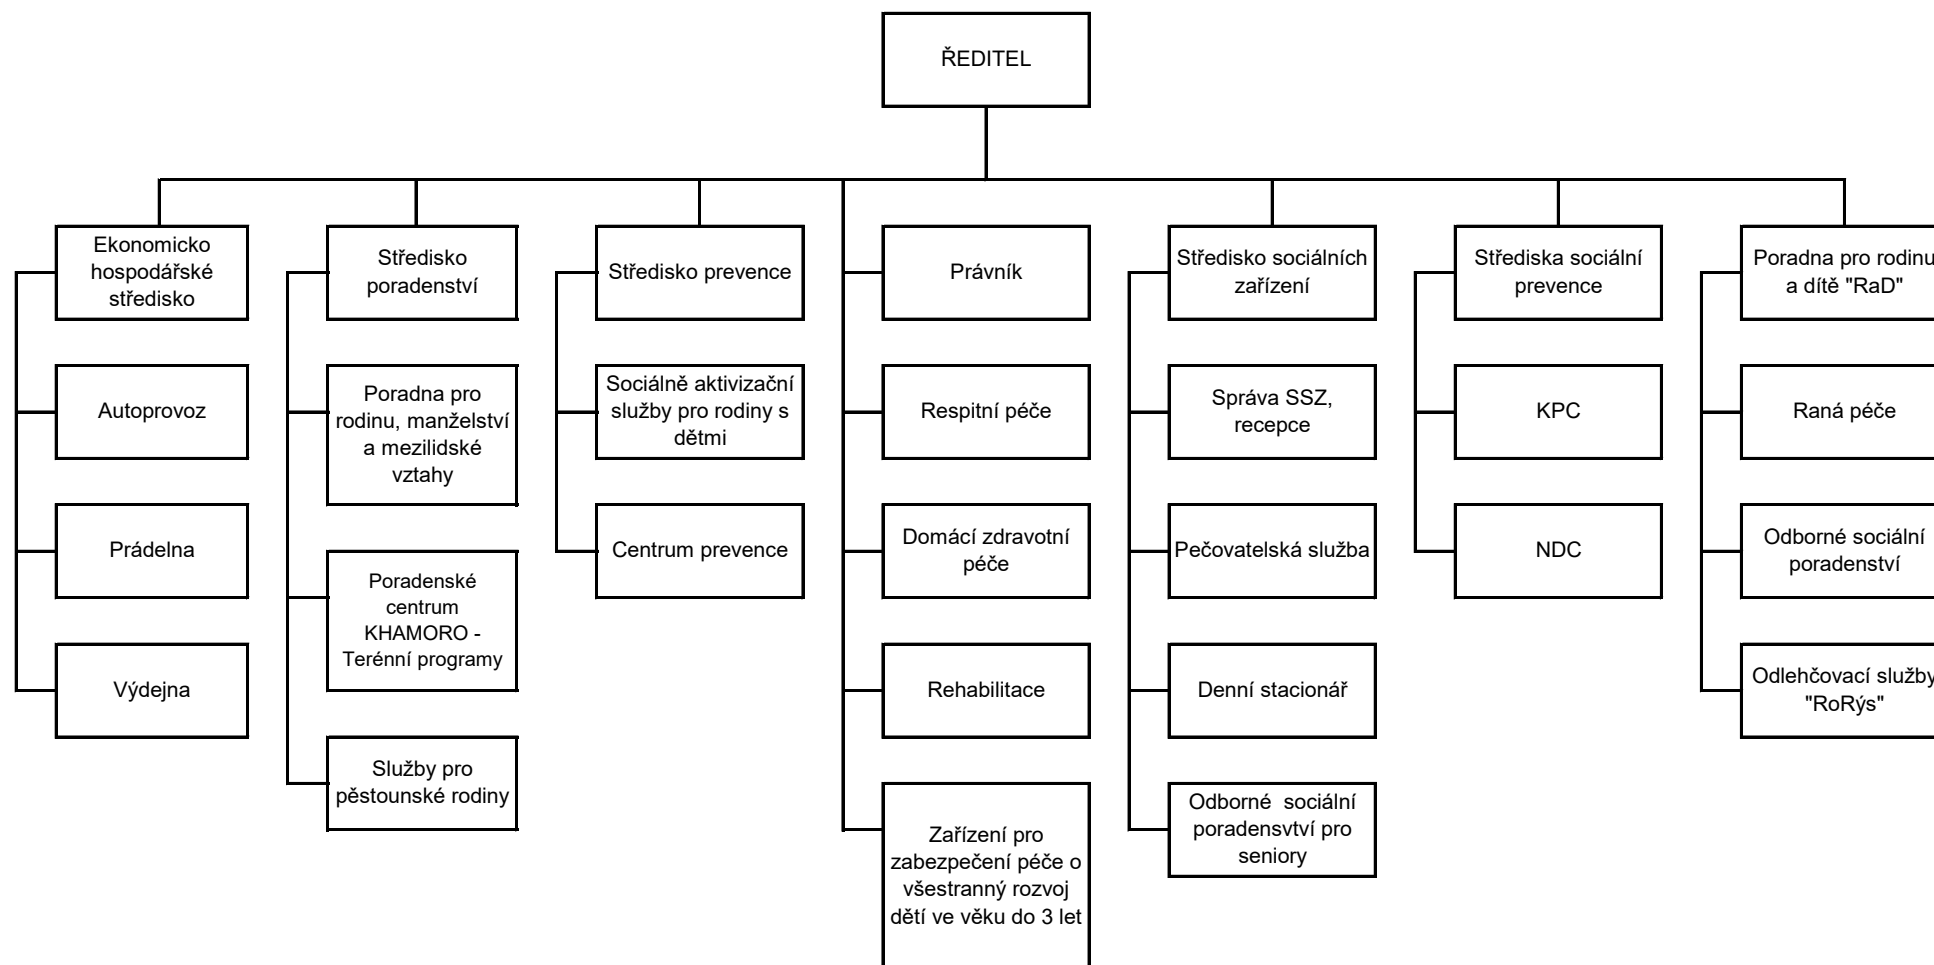 ŘEDITEL
Ekonomicko
hospodářské
středisko
Autoprovoz
Prádelna
Výdejna
Středisko
poradenství
Poradna pro
rodinu, manželství
a mezilidské
vztahy
Poradenské
centrum
KHAMORO -
Terénní programy
Služby pro
pěstounské rodiny
Středisko prevence
Sociálně aktivizační
služby pro rodiny s
dětmi
Centrum prevence
Právník
Respitní péče
Domácí zdravotní
péče
Rehabilitace
Zařízení pro
zabezpečení péče o
všestranný rozvoj
dětí ve věku do 3 let
Středisko sociálních
zařízení
Správa SSZ,
recepce
Pečovatelská služba
Denní stacionář
Odborné  sociální
poradensvtví pro
seniory
Střediska sociální
prevence
KPC
NDC
Poradna pro rodinu
a dítě "RaD"
Raná péče
Odborné sociální
poradenství
Odlehčovací služby
"RoRýs"